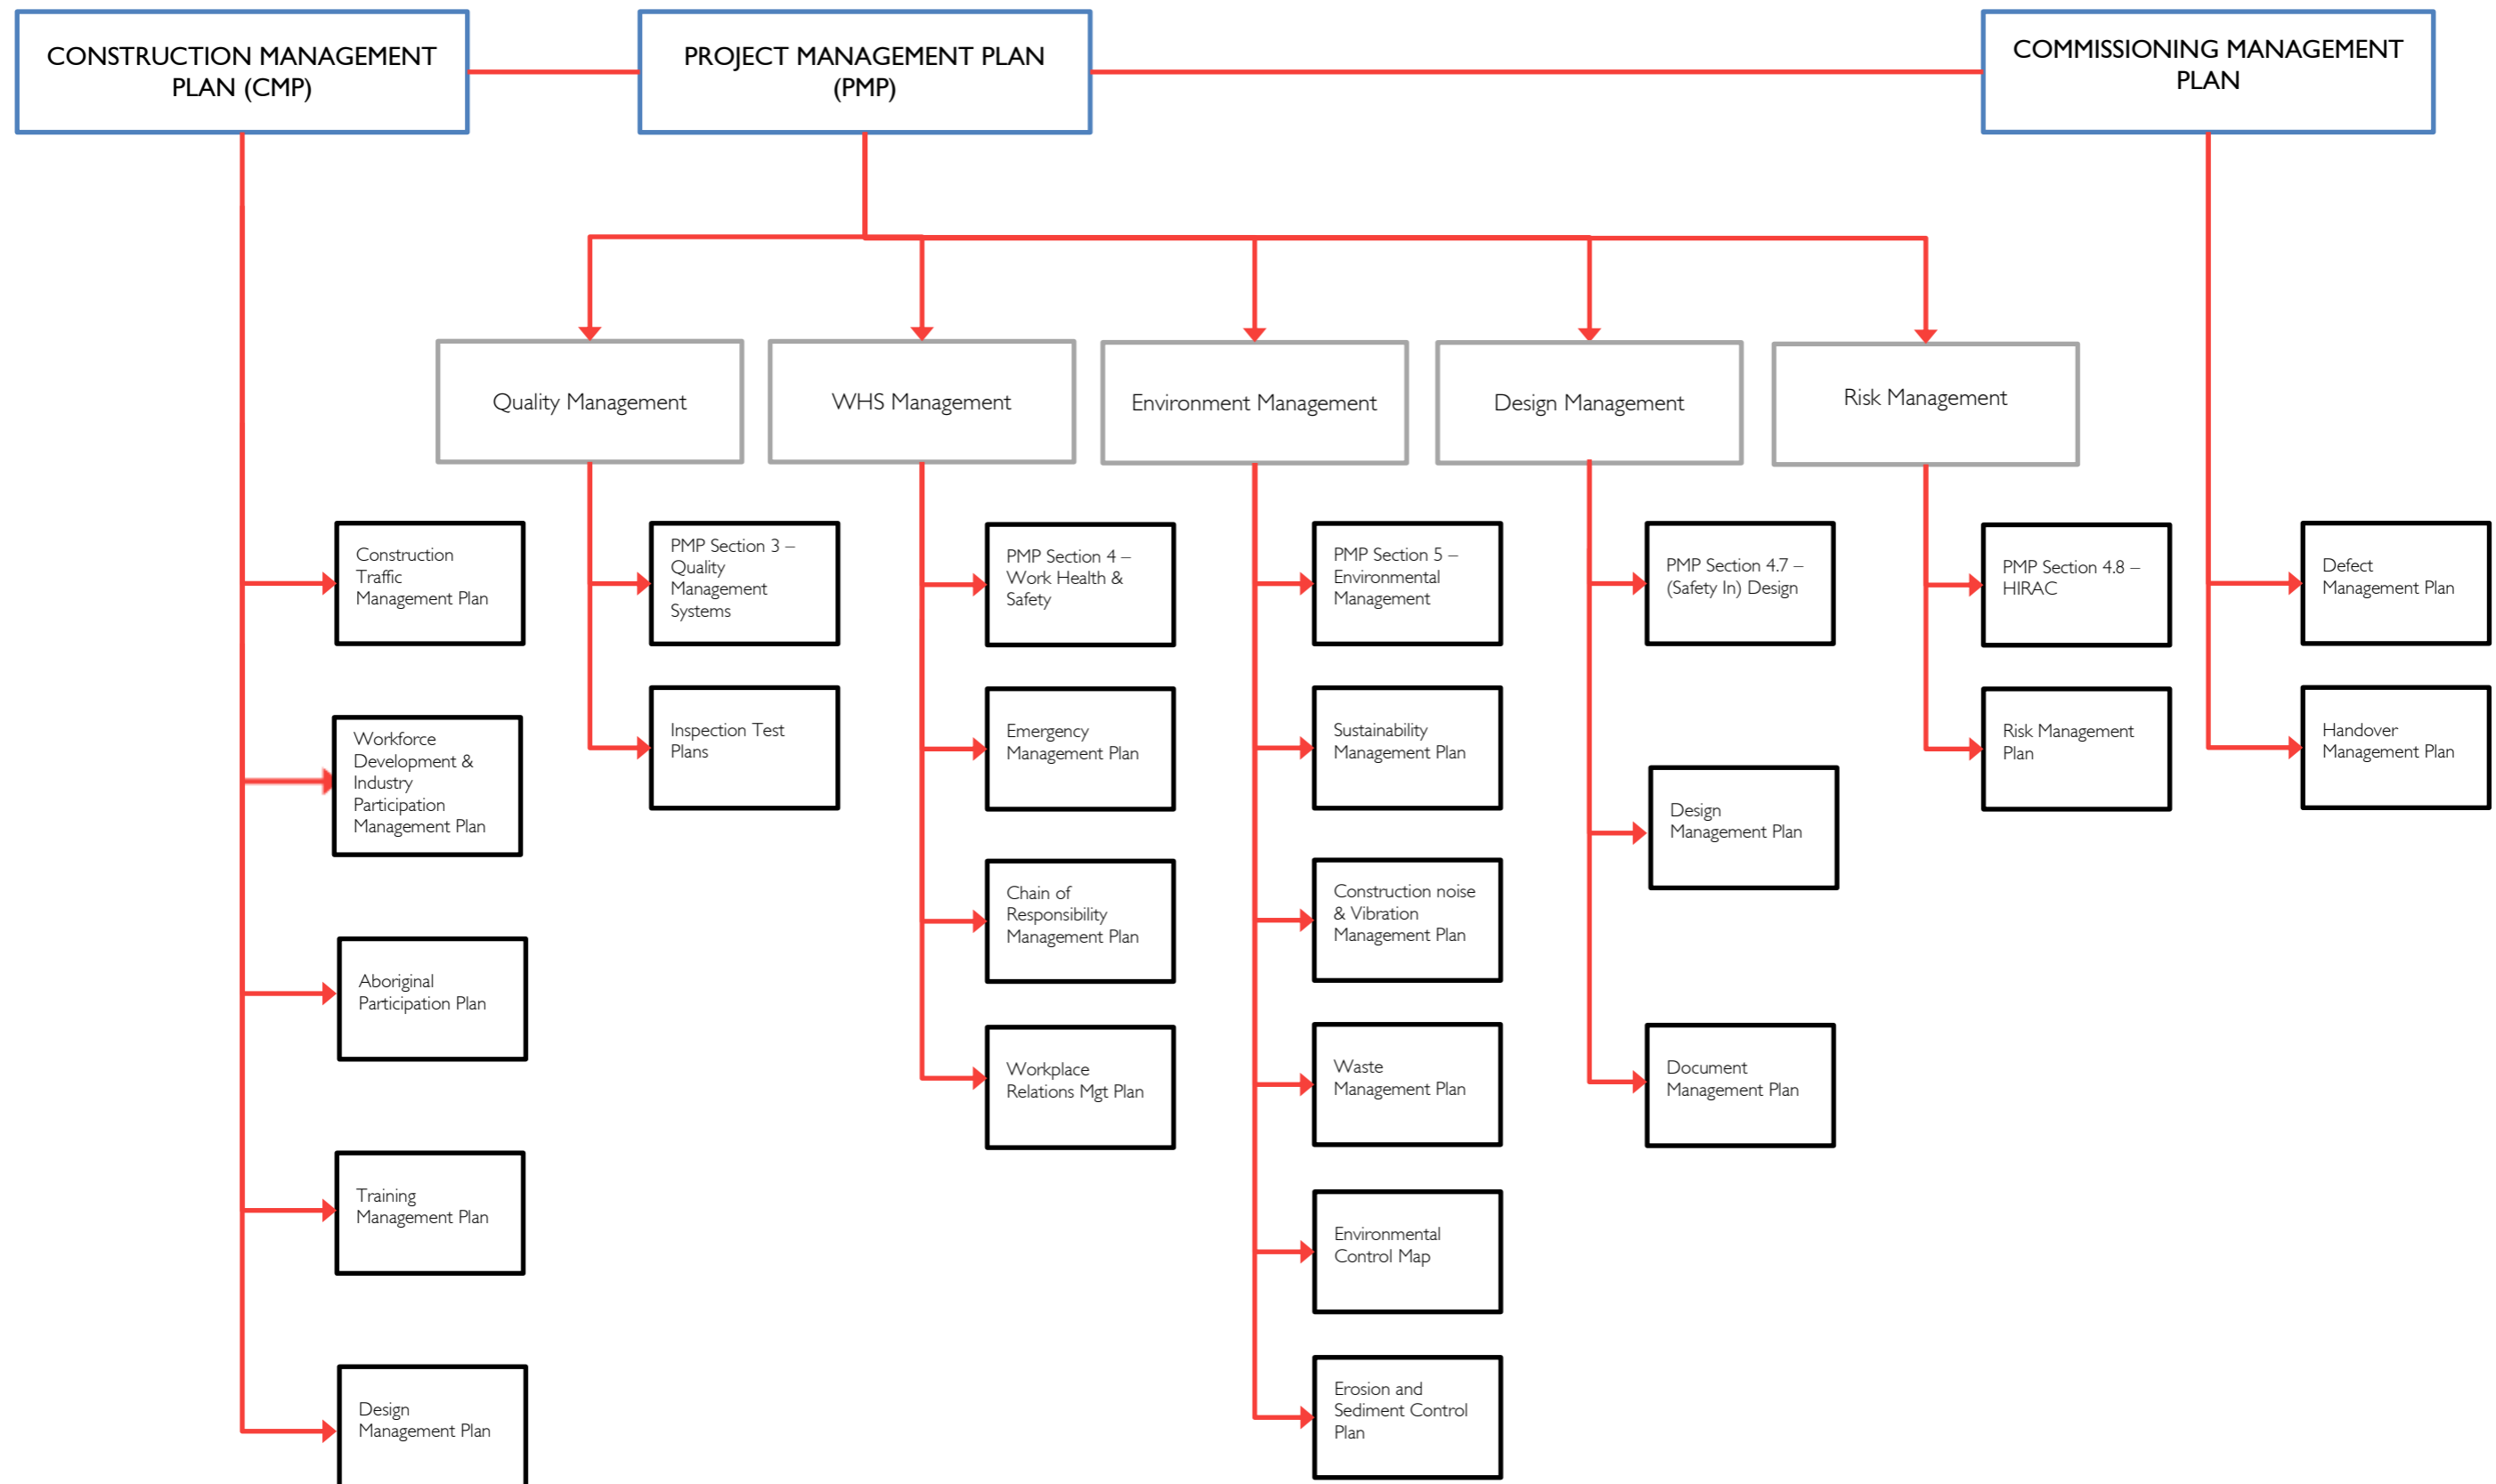 CONSTRUCTION MANAGEMENT
PLAN (CMP)
PROJECT MANAGEMENT PLAN
(PMP)
COMMISSIONING MANAGEMENT
PLAN
Quality Management
WHS Management
Environment Management
Design Management
Risk Management
Construction
Traffic
Management Plan
Workforce
Development &
Industry
Participation
Management Plan
Aboriginal
Participation Plan
Training
Management Plan
Design
Management Plan
PMP Section 3 –
Quality
Management
Systems
Inspection Test
Plans
PMP Section 4 –
Work Health &
Safety
Emergency
Management Plan
Chain of
Responsibility
Management Plan
Workplace
Relations Mgt Plan
PMP Section 5 –
Environmental
Management
Sustainability
Management Plan
Construction noise
& Vibration
Management Plan
Waste
Management Plan
Environmental
Control Map
Erosion and
Sediment Control
Plan
PMP Section 4.7 –
(Safety In) Design
Design
Management Plan
Document
Management Plan
PMP Section 4.8 –
HIRAC
Risk Management
Plan
Defect
Management Plan
Handover
Management Plan